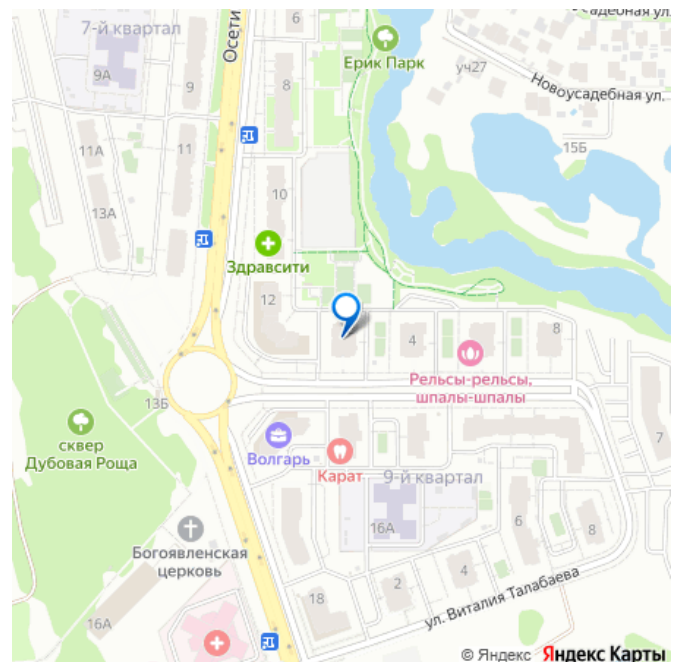 7-й квартал
6
адебная ул.
Осети
Ерик Парк
уч27
9А
9
8
Новоусадебная ул.
15Б
11А
11
10
13А
Здравсити
12
4
8
Рельсы-рельсы,
шпалы-шпалы
13Б
сквер
Дубовая Роща
Волгарь
Карат
9-й квартал
7
16А
6
8
Богоявленская
церковь
4
2
18
16А
ул. Виталия Талабаева
© Яндекс Яндекс Карты